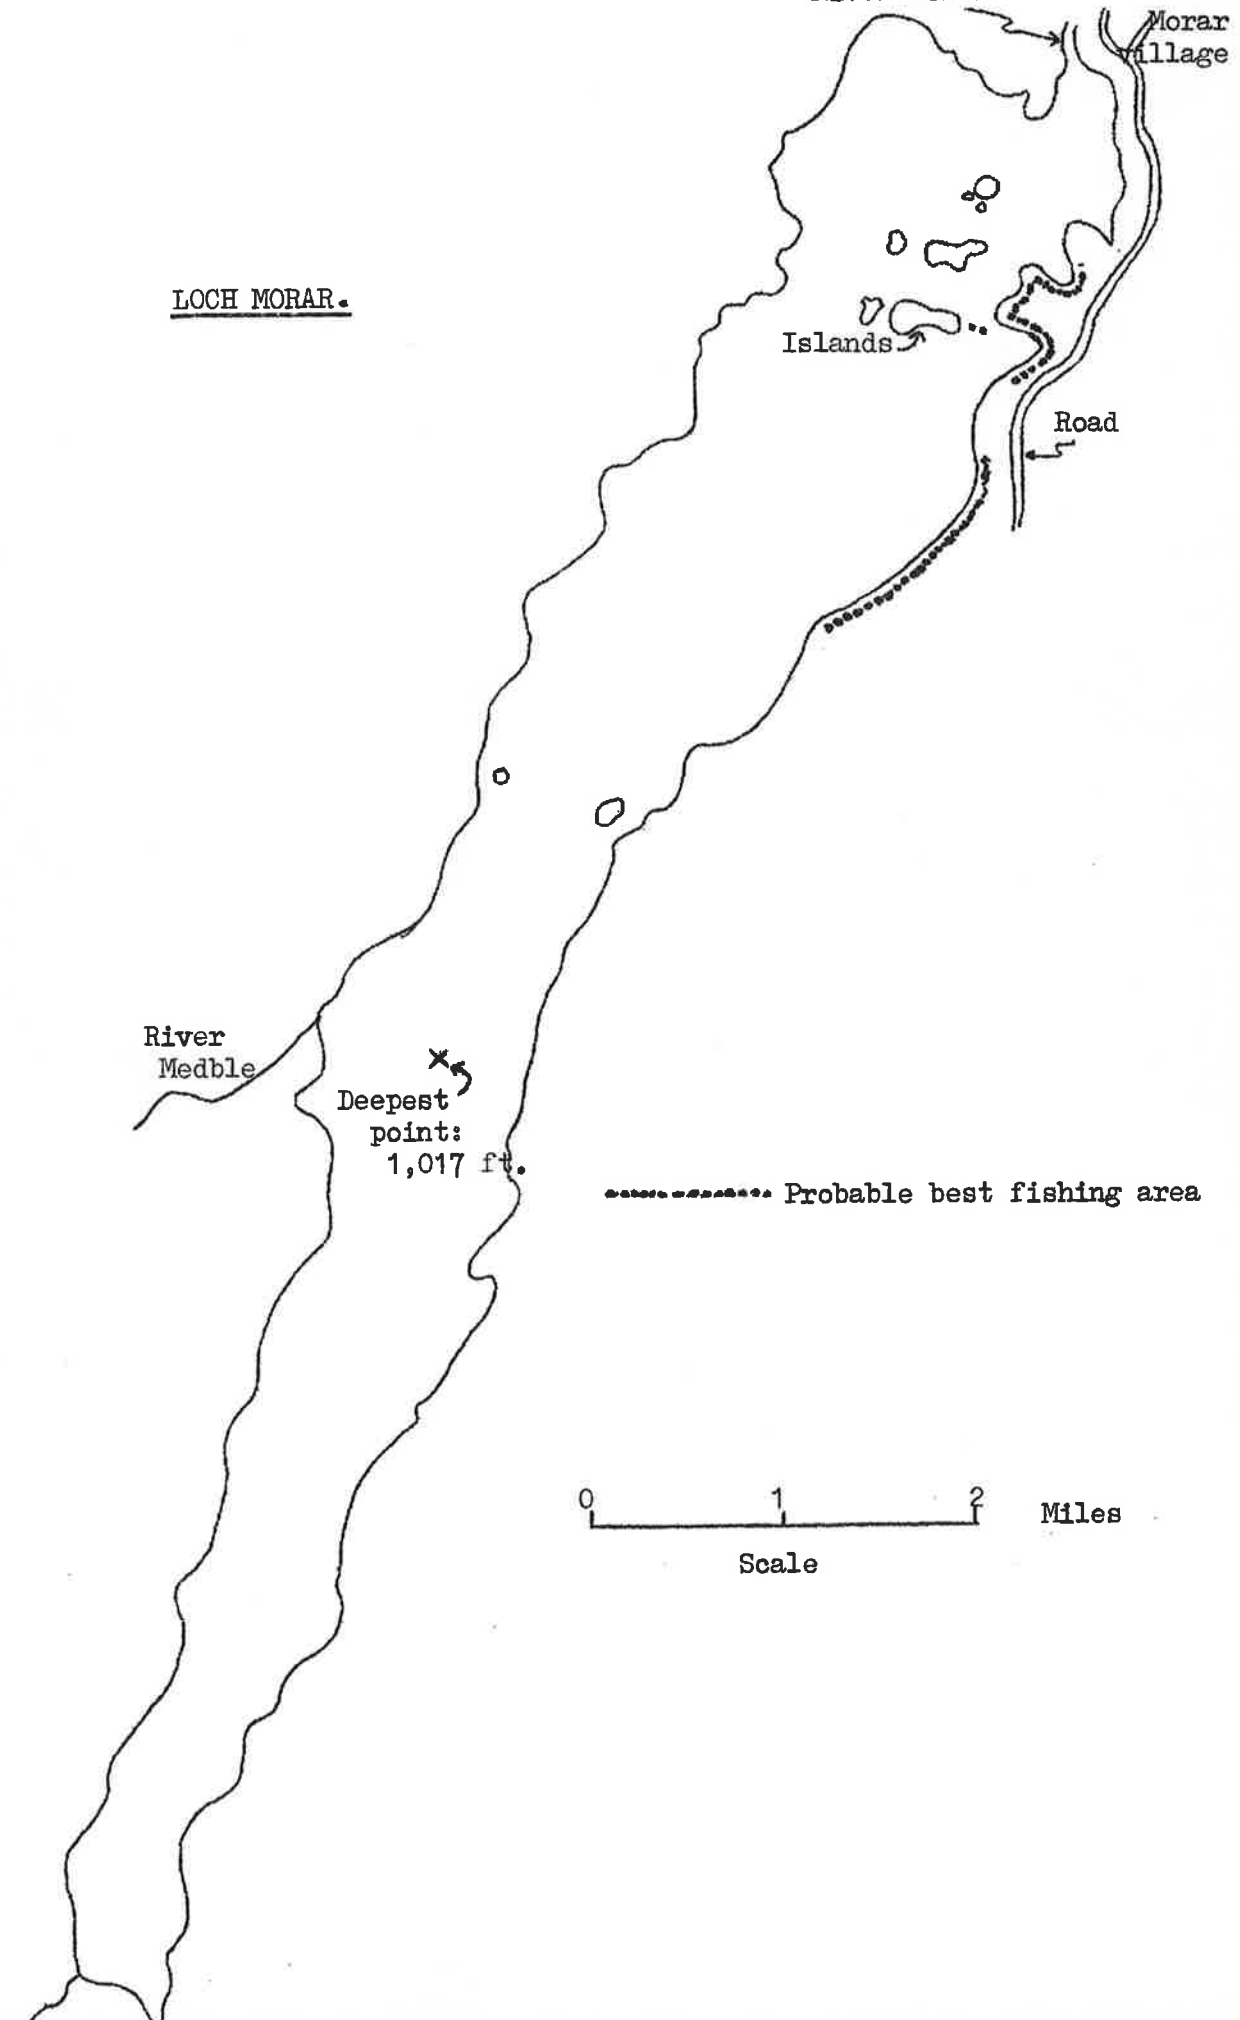 Morar
village
LOCH MORAR.
Islands
Road
River
Medble
Deepest
point:
1,017 ft.
Probable best fishing area
0 1 2 Miles
Scale